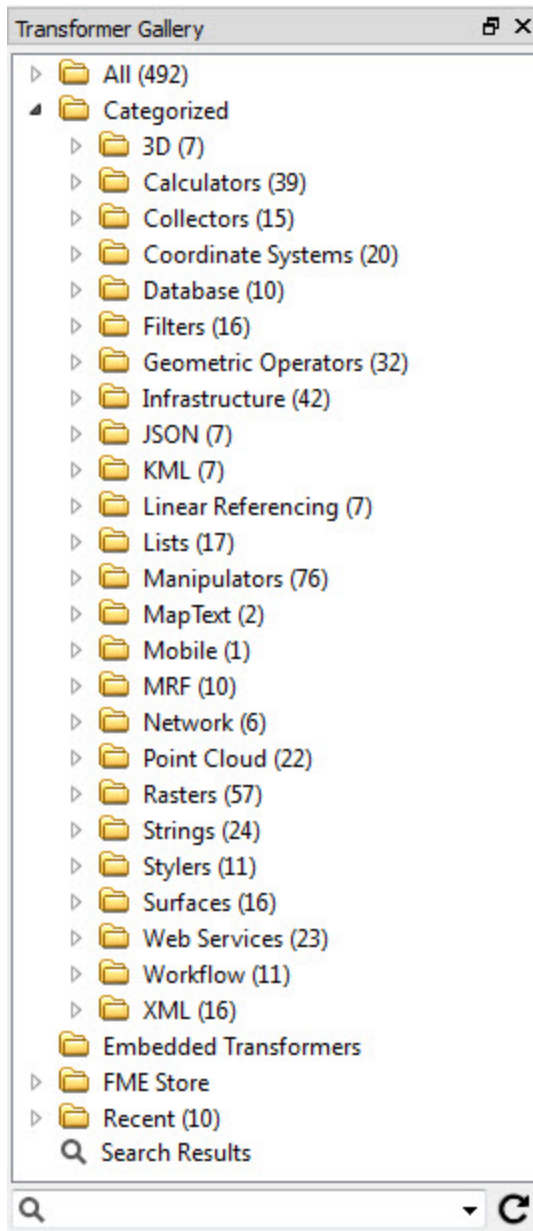 Transformer Gallery
All (492)
Categorized
3D (7)
Calculators (39)
Collectors (15)
Coordinate Systems (20)
Database (10)
Filters (16)
Geometric Operators (32)
Infrastructure (42)
JSON (7)
KML (7)
Linear Referencing (7)
Lists (17)
Manipulators (76)
MapText (2)
Mobile (1)
MRF (10)
Network (6)
Point Cloud (22)
Rasters (57)
Strings (24)
Stylers (11)
Surfaces (16)
Web Services (23)
Workflow (11)
XML (16)
Embedded Transformers
FME Store
Recent (10)
Search Results